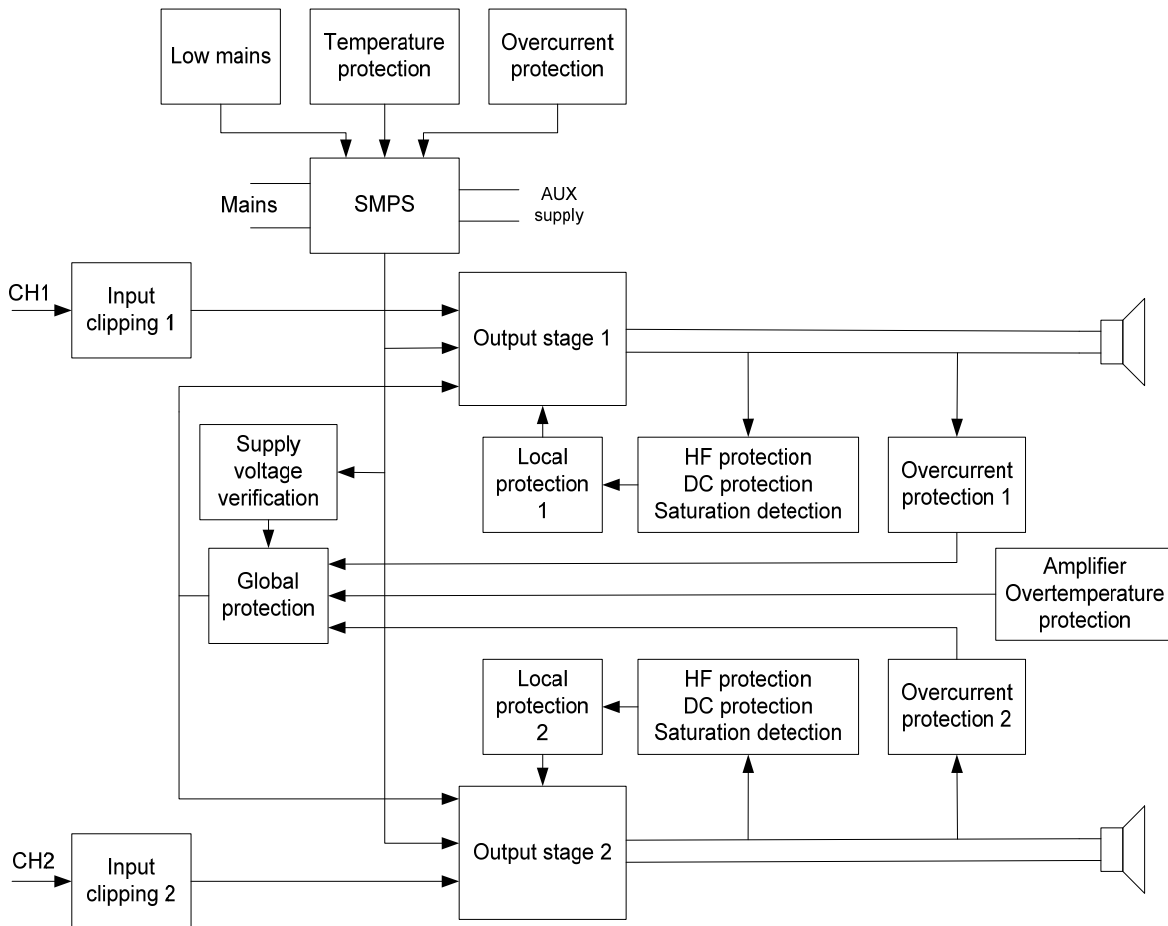 Low mains
Temperature
protection
Overcurrent
protection
Mains
SMPS
AUX
supply
CH1
Input
clipping 1
Output stage 1
Supply
voltage
verification
Local
protection
1
HF protection
DC protection
Saturation detection
Overcurrent
protection 1
Global
protection
Amplifier
Overtemperature
protection
Local
protection
2
HF protection
DC protection
Saturation detection
Overcurrent
protection 2
CH2
Input
clipping 2
Output stage 2